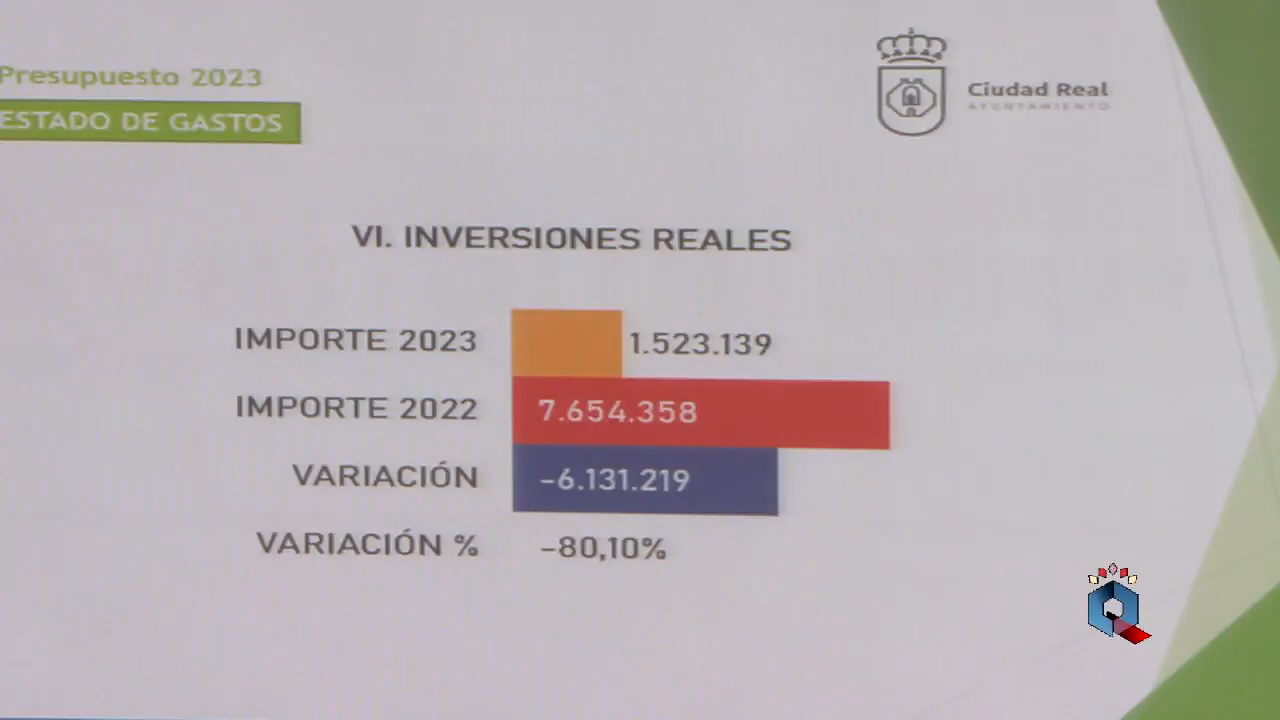 Presupuesto 2023
ESTADO DE GASTOS
Ciudad Real
AYUNTAMIENTO
VI. INVERSIONES REALES
IMPORTE 2023 1.523.139
IMPORTE 2022 7.654.358
VARIACIÓN -6.131.219
VARIACIÓN % -80,10%